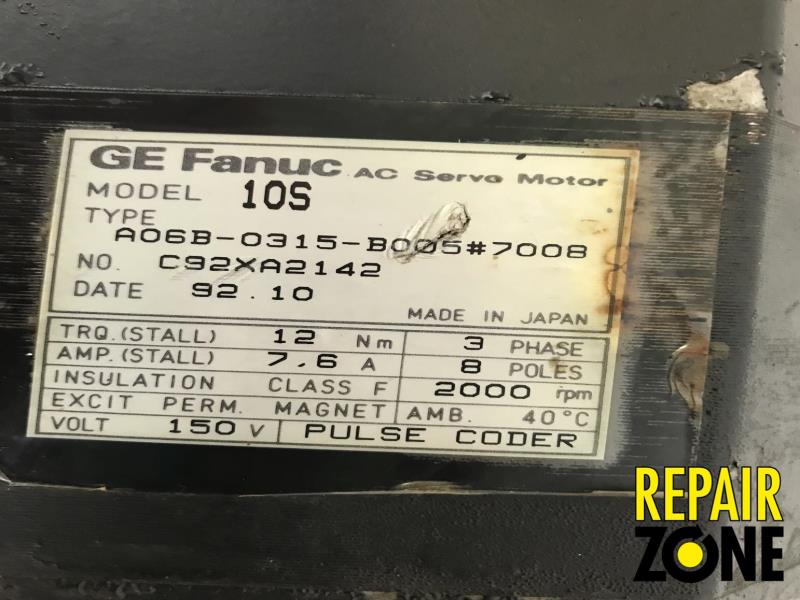 GE Fanuc AC Servo Motor
MODEL 10S
TYPE
A06B-0315-B005#7008
NO. C92XA2142
DATE 92.10
MADE IN JAPAN
TRQ.(STALL) 12 Nm 3 PHASE
AMP.(STALL) 7,6 A 8 POLES
INSULATION CLASS F 2000 rpm
EXCIT PERM. MAGNET AMB. 40°C
VOLT 150 V PULSE CODER
REPAIR
ZONE